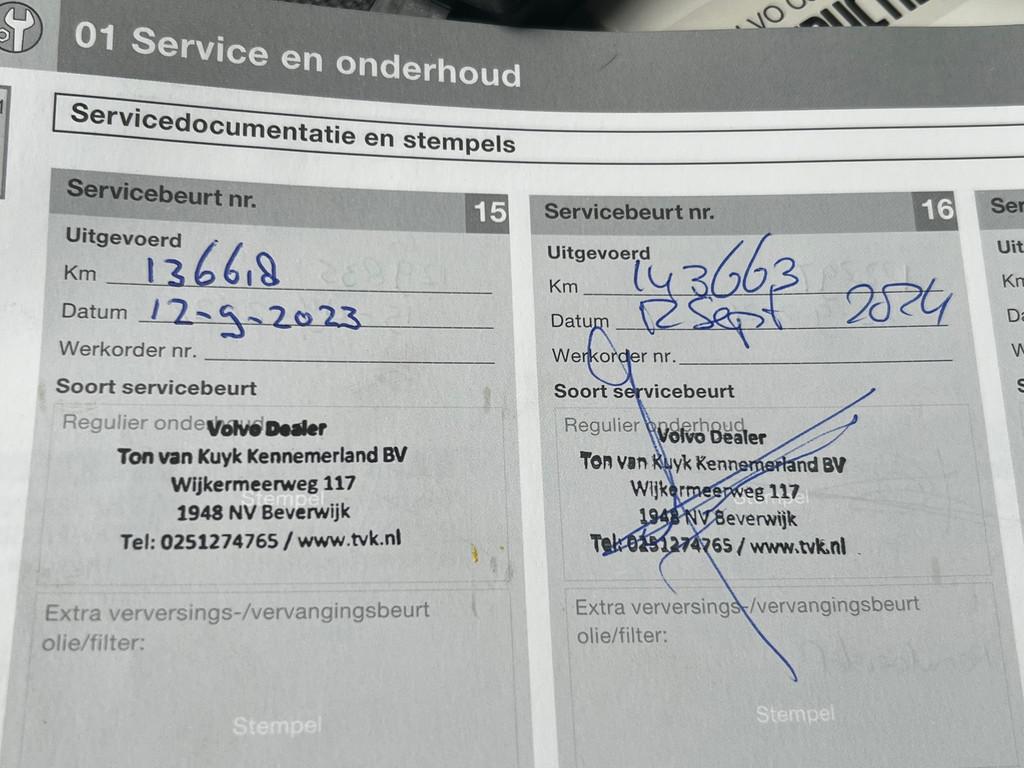 01 Service en onderhoud
Servicedocumentatie en stempels
Servicebeurt nr. 15
Uitgevoerd
Km 136618
Datum 12-9-2023
Werkorder nr.
Soort servicebeurt
Regulier onderhoud
Volvo Dealer
Ton van Kuyk Kennemerland BV
Wijkermeerweg 117
Stempel
1948 NV Beverwijk
Tel: 0251274765 / www.tvk.nl
Extra verversings-/vervangingsbeurt
olie/filter:
Stempel
Servicebeurt nr. 16
Uitgevoerd
Km 143663
Datum 12 Sept 2024
Werkorder nr.
Soort servicebeurt
Regulier onderhoud
Volvo Dealer
Ton van Kuyk Kennemerland BV
Wijkermeerweg 117
Stempel
1948 NV Beverwijk
Tel: 0251274765 / www.tvk.nl
Extra verversings-/vervangingsbeurt
olie/filter:
Stempel